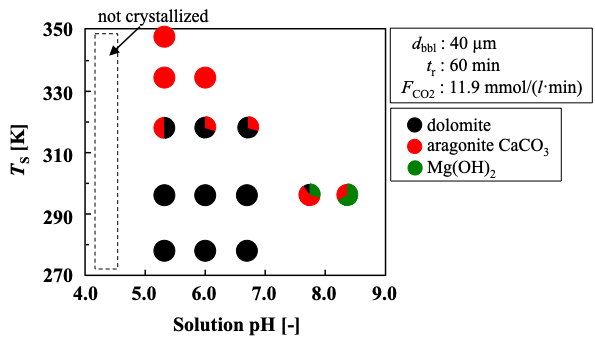 not crystallized
350
330
310
290
270
T_S [K]
4.0 5.0 6.0 7.0 8.0 9.0
Solution pH [-]
d_bbl : 40 μm
t_r : 60 min
F_CO2 : 11.9 mmol/(l·min)
dolomite
aragonite CaCO₃
Mg(OH)₂